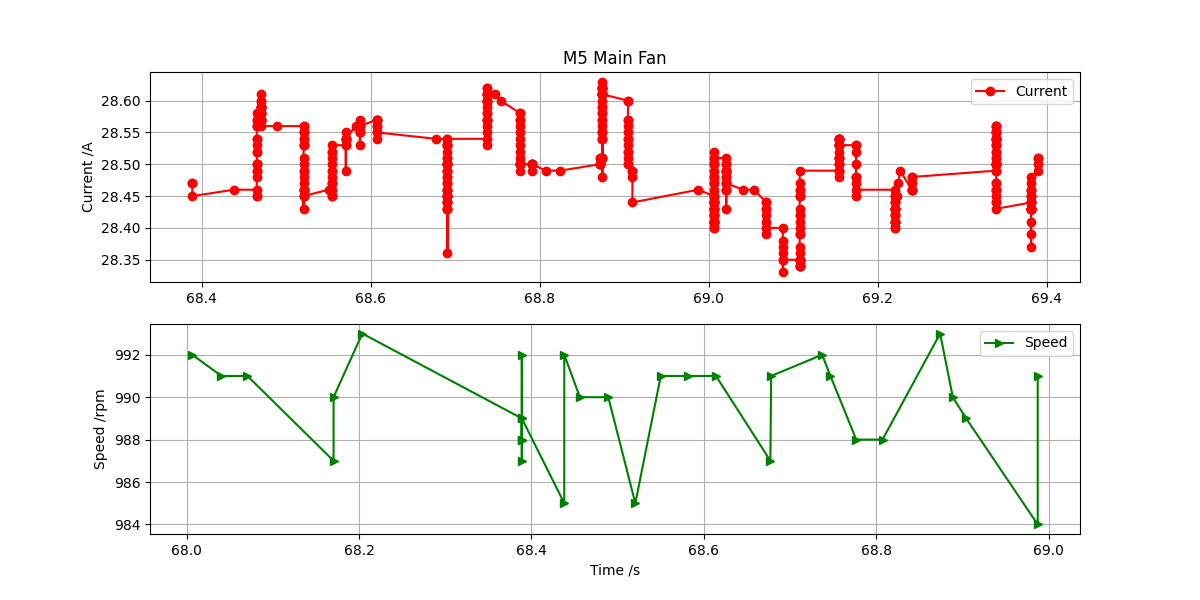 M5 Main Fan
Current /A
28.60
28.55
28.50
28.45
28.40
28.35
Current
68.4 68.6 68.8 69.0 69.2 69.4
Speed /rpm
992
990
988
986
984
Speed
68.0 68.2 68.4 68.6 68.8 69.0
Time /s